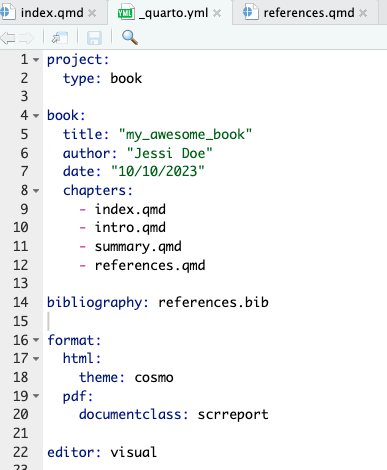 index.qmd × _quarto.yml × references.qmd ×
1 project:
2   type: book
3
4 book:
5   title: "my_awesome_book"
6   author: "Jessi Doe"
7   date: "10/10/2023"
8   chapters:
9     - index.qmd
10     - intro.qmd
11     - summary.qmd
12     - references.qmd
13
14 bibliography: references.bib
15
16 format:
17   html:
18     theme: cosmo
19   pdf:
20     documentclass: scrreport
21
22 editor: visual
23